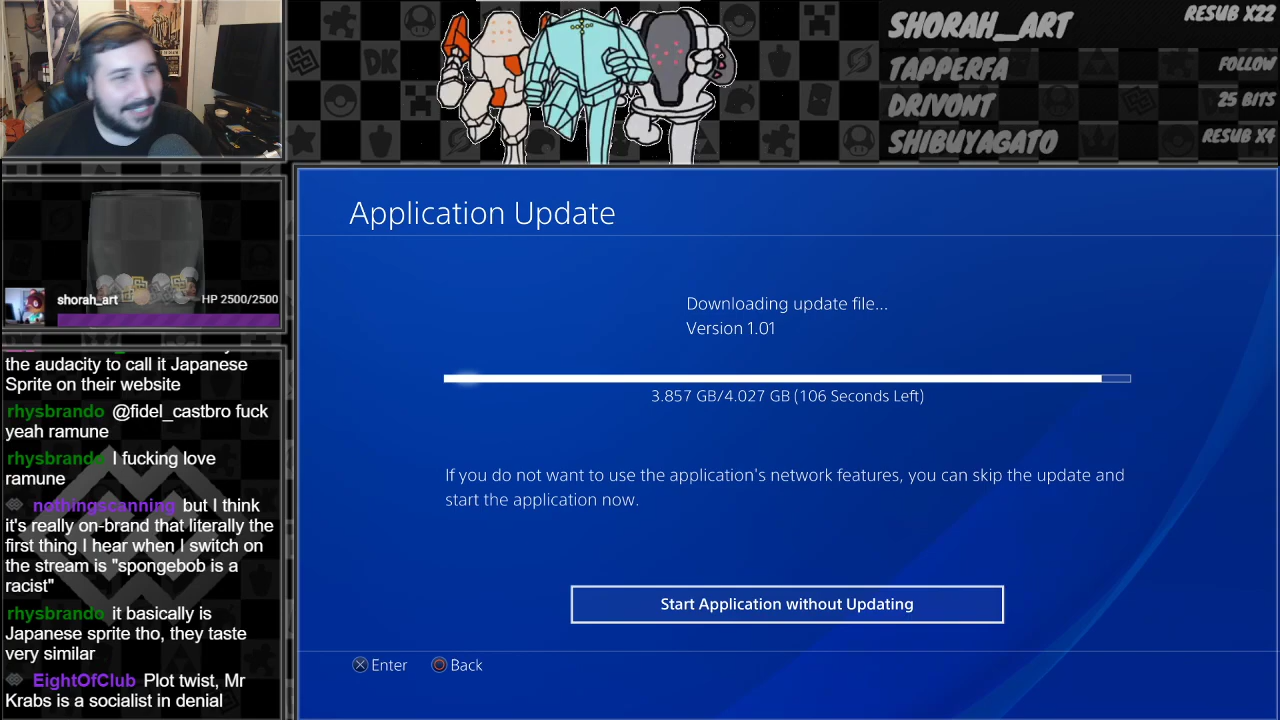 SHORAH_ART
RESUB X22
TAPPERFA
FOLLOW
DRIVONT
25 BITS
SHIBUYAGATO
RESUB X4
DK
shorah_art
HP 2500/2500
the audacity to call it Japanese
Sprite on their website
rhysbrando @fidel_castbro fuck
yeah ramune
rhysbrando I fucking love
ramune
nothingscanning but I think
it's really on-brand that literally the
first thing I hear when I switch on
the stream is "spongebob is a
racist"
rhysbrando it basically is
Japanese sprite tho, they taste
very similar
EightOfClub Plot twist, Mr
Krabs is a socialist in denial
Application Update
Downloading update file...
Version 1.01
3.857 GB/4.027 GB (106 Seconds Left)
If you do not want to use the application's network features, you can skip the update and
start the application now.
Start Application without Updating
Enter
Back